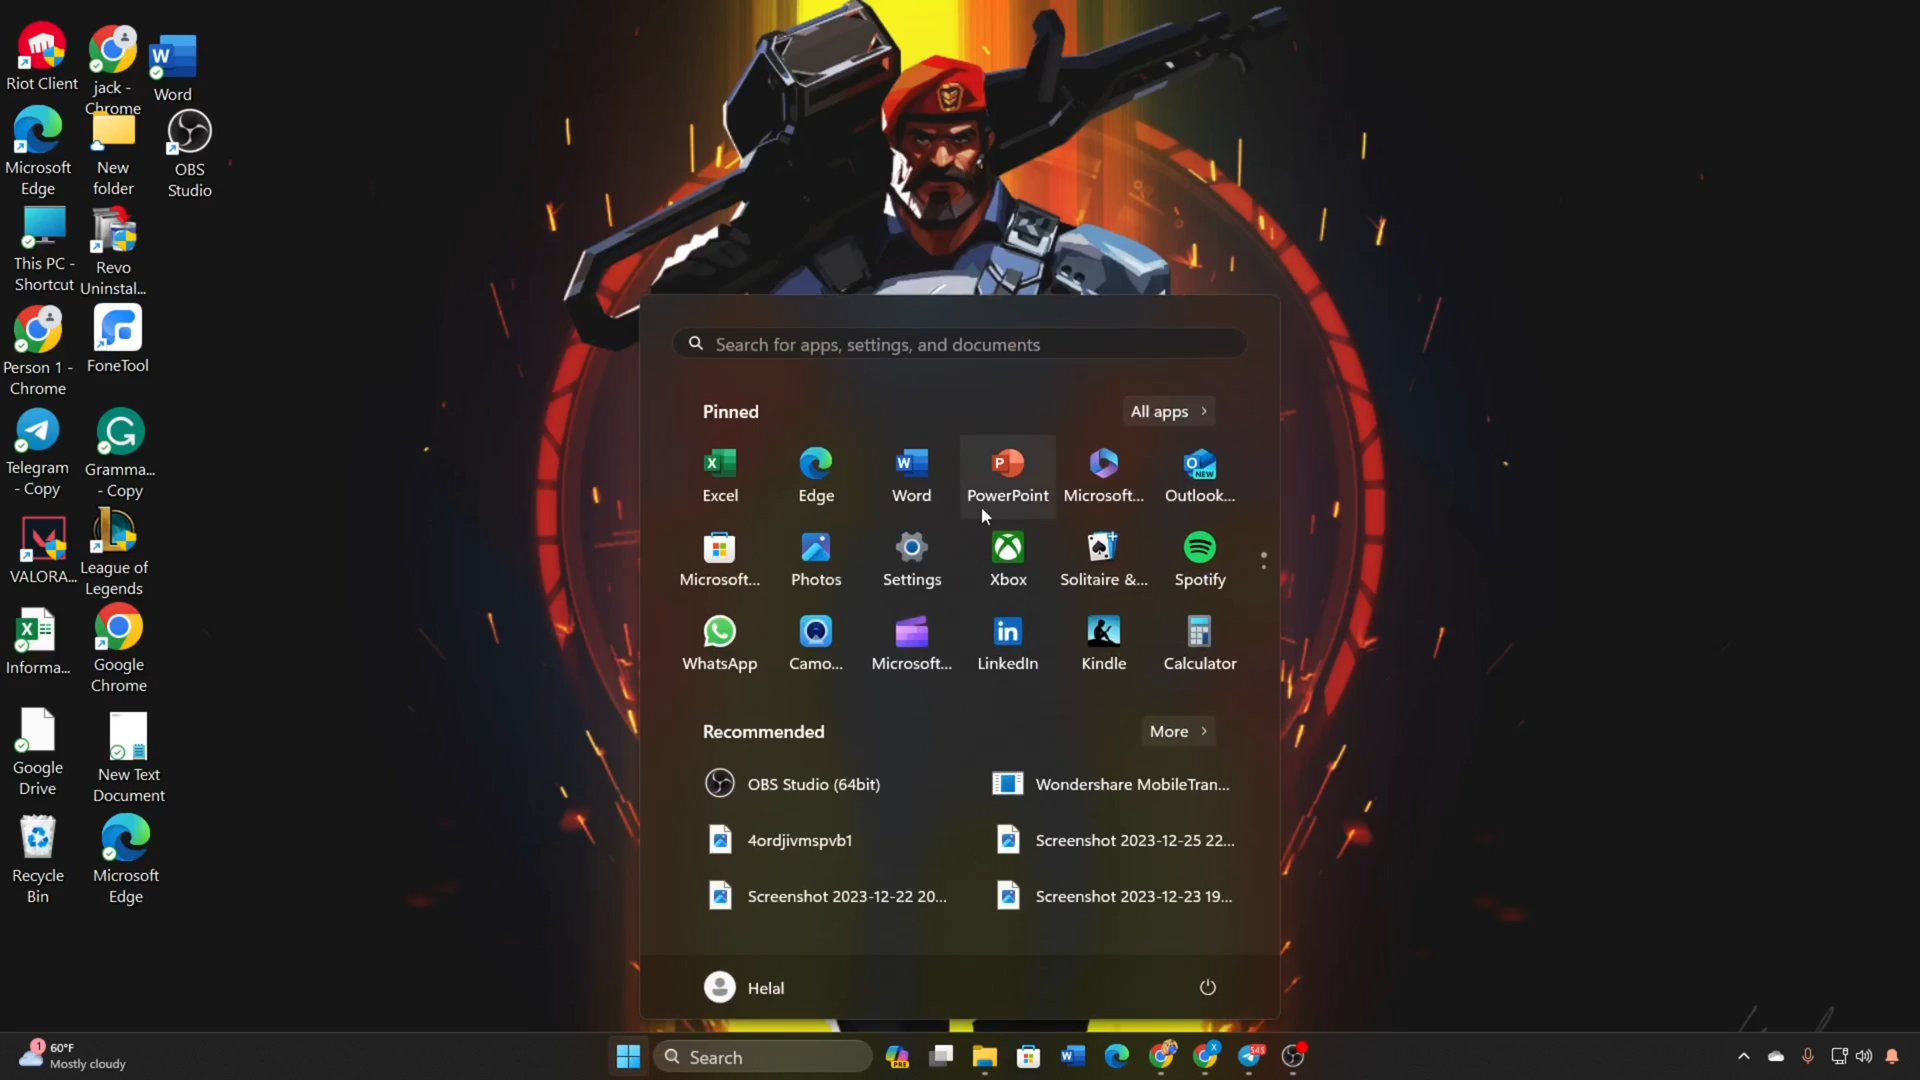 Riot Client
jack -
Chrome
Word
Microsoft
Edge
New
folder
OBS
Studio
This PC -
Shortcut
Revo
Uninstal...
Person 1 -
Chrome
FoneTool
Telegram
- Copy
Gramma...
- Copy
VALORA...
League of
Legends
Informa...
Google
Chrome
Google
Drive
New Text
Document
Recycle
Bin
Microsoft
Edge
Search for apps, settings, and documents
Pinned
All apps
Excel
Edge
Word
PowerPoint
Microsoft...
Outlook...
Microsoft...
Photos
Settings
Xbox
Solitaire &...
Spotify
WhatsApp
Camo...
Microsoft...
LinkedIn
Kindle
Calculator
Recommended
More
OBS Studio (64bit)
Wondershare MobileTran...
4ordjivmspvb1
Screenshot 2023-12-25 22...
Screenshot 2023-12-22 20...
Screenshot 2023-12-23 19...
Helal
1
60°F
Mostly cloudy
Search
PRE
545